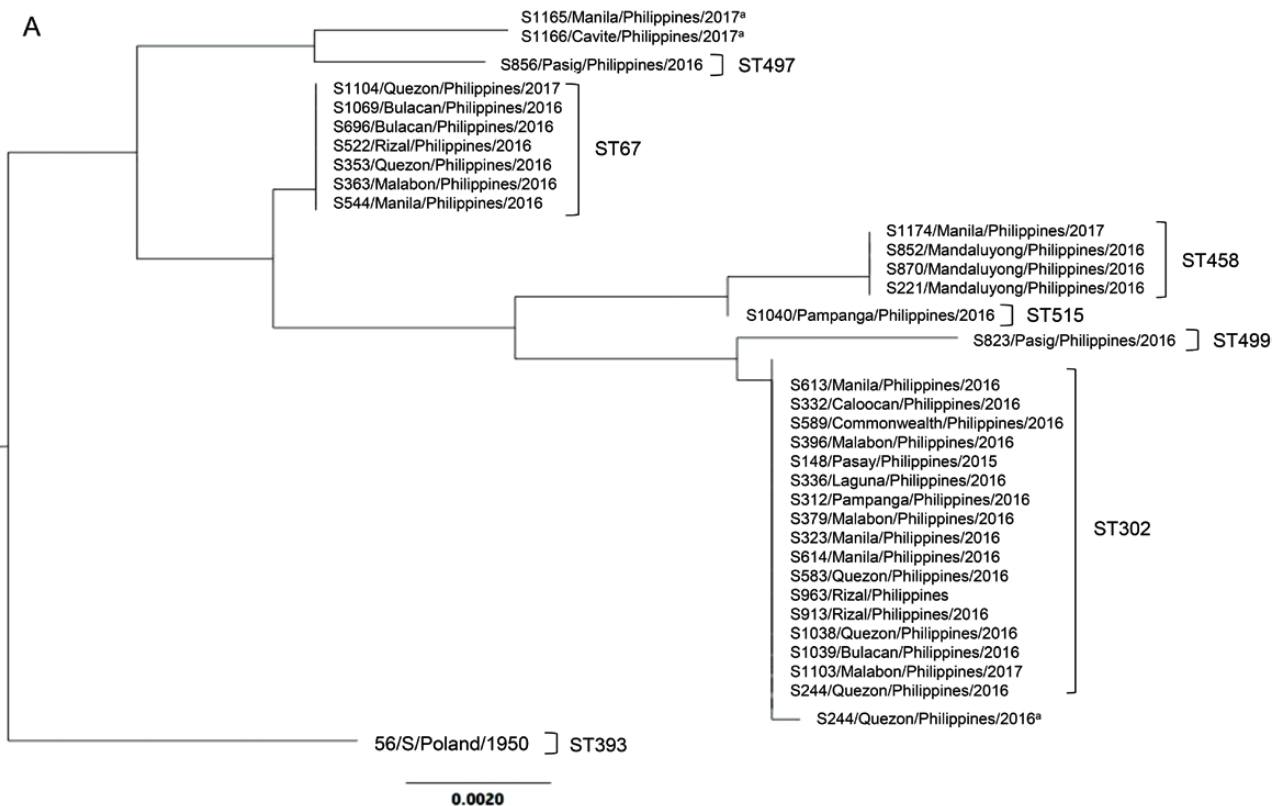 A
S1165/Manila/Philippines/2017ª
S1166/Cavite/Philippines/2017ª
S856/Pasig/Philippines/2016 ST497
S1104/Quezon/Philippines/2017
S1069/Bulacan/Philippines/2016
S696/Bulacan/Philippines/2016
S522/Rizal/Philippines/2016
ST67
S353/Quezon/Philippines/2016
S363/Malabon/Philippines/2016
S544/Manila/Philippines/2016
S1174/Manila/Philippines/2017
S852/Mandaluyong/Philippines/2016
ST458
S870/Mandaluyong/Philippines/2016
S221/Mandaluyong/Philippines/2016
S1040/Pampanga/Philippines/2016 ST515
S823/Pasig/Philippines/2016 ST499
S613/Manila/Philippines/2016
S332/Caloocan/Philippines/2016
S589/Commonwealth/Philippines/2016
S396/Malabon/Philippines/2016
S148/Pasay/Philippines/2015
S336/Laguna/Philippines/2016
S312/Pampanga/Philippines/2016
S379/Malabon/Philippines/2016
ST302
S323/Manila/Philippines/2016
S614/Manila/Philippines/2016
S583/Quezon/Philippines/2016
S963/Rizal/Philippines
S913/Rizal/Philippines/2016
S1038/Quezon/Philippines/2016
S1039/Bulacan/Philippines/2016
S1103/Malabon/Philippines/2017
S244/Quezon/Philippines/2016
S244/Quezon/Philippines/2016ª
56/S/Poland/1950 ST393
0.0020